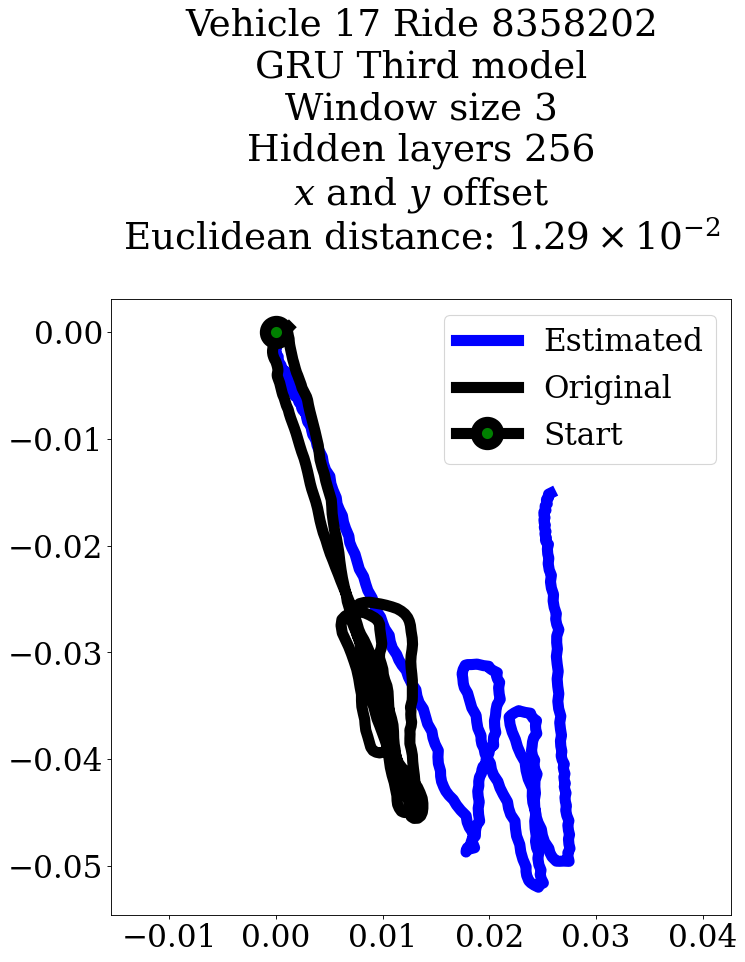 Vehicle 17 Ride 8358202
GRU Third model
Window size 3
Hidden layers 256
x and y offset
Euclidean distance: 1.29 × 10⁻²
Estimated
Original
Start
0.00
−0.01
−0.02
−0.03
−0.04
−0.05
−0.01 0.00 0.01 0.02 0.03 0.04